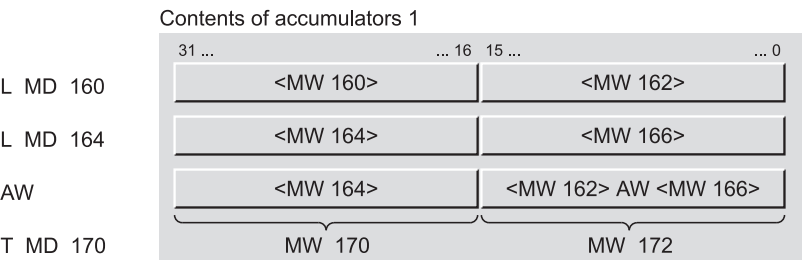 Contents of accumulators 1
31 ... ... 16 15 ... ... 0
L MD 160 <MW 160> <MW 162>
L MD 164 <MW 164> <MW 166>
AW <MW 164> <MW 162> AW <MW 166>
T MD 170 MW 170 MW 172